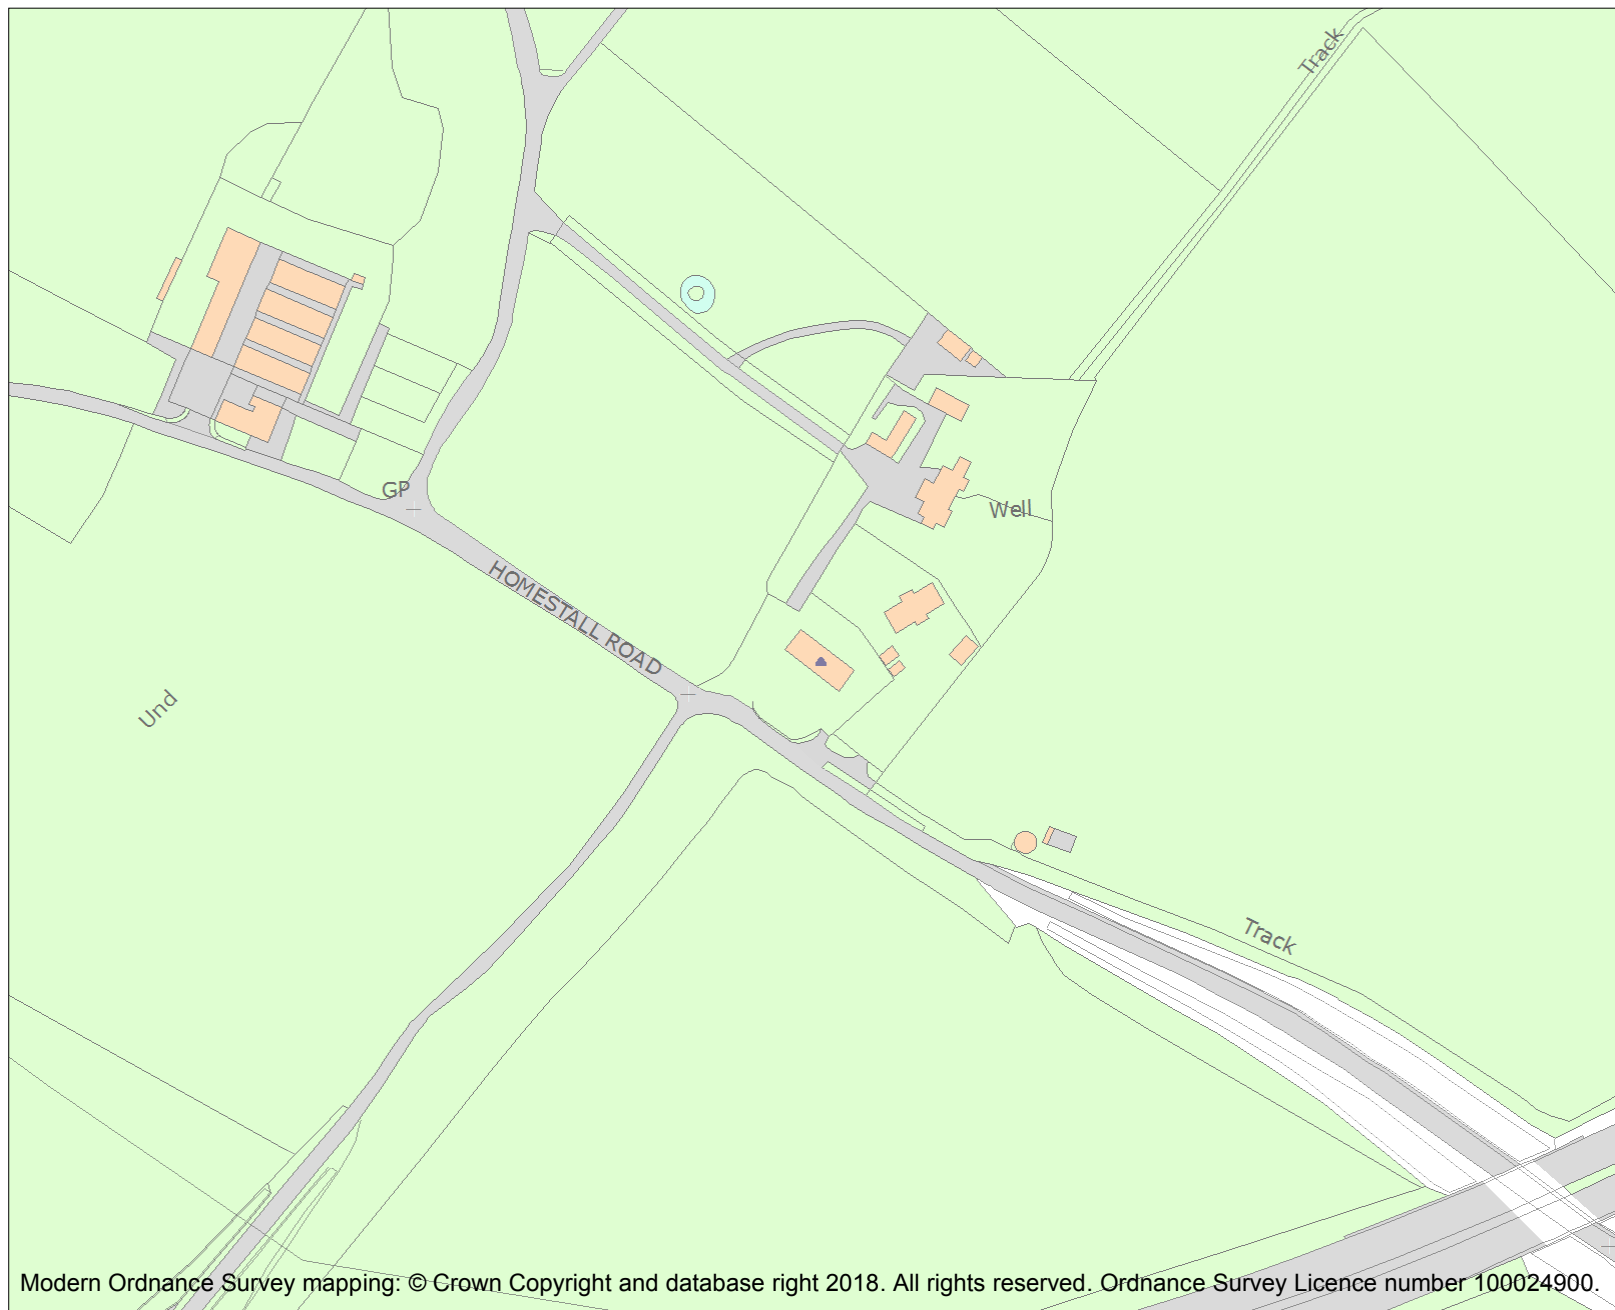 Track
GP
Well
HOMESTALL ROAD
Und
Track
Modern Ordnance Survey mapping: © Crown Copyright and database right 2018. All rights reserved. Ordnance Survey Licence number 100024900.